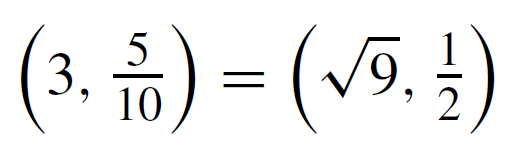 (3, 5/10) = (√9, 1/2)